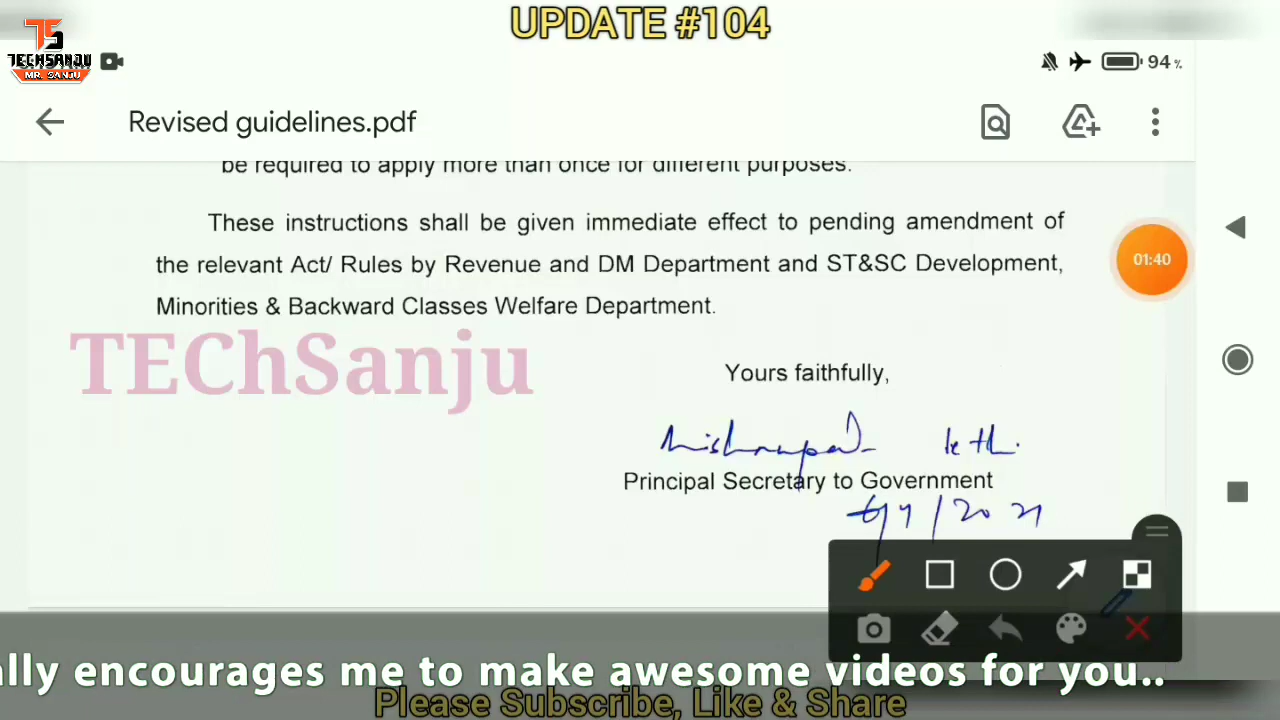 UPDATE #104
TS
TECHSANJU
MR. SANJU
94 %
Revised guidelines.pdf
be required to apply more than once for different purposes.
These instructions shall be given immediate effect to pending amendment of
the relevant Act/ Rules by Revenue and DM Department and ST&SC Development,
Minorities & Backward Classes Welfare Department.
01:40
TEChSanju
Yours faithfully,
Principal Secretary to Government
ally encourages me to make awesome videos for you..
Please Subscribe, Like & Share